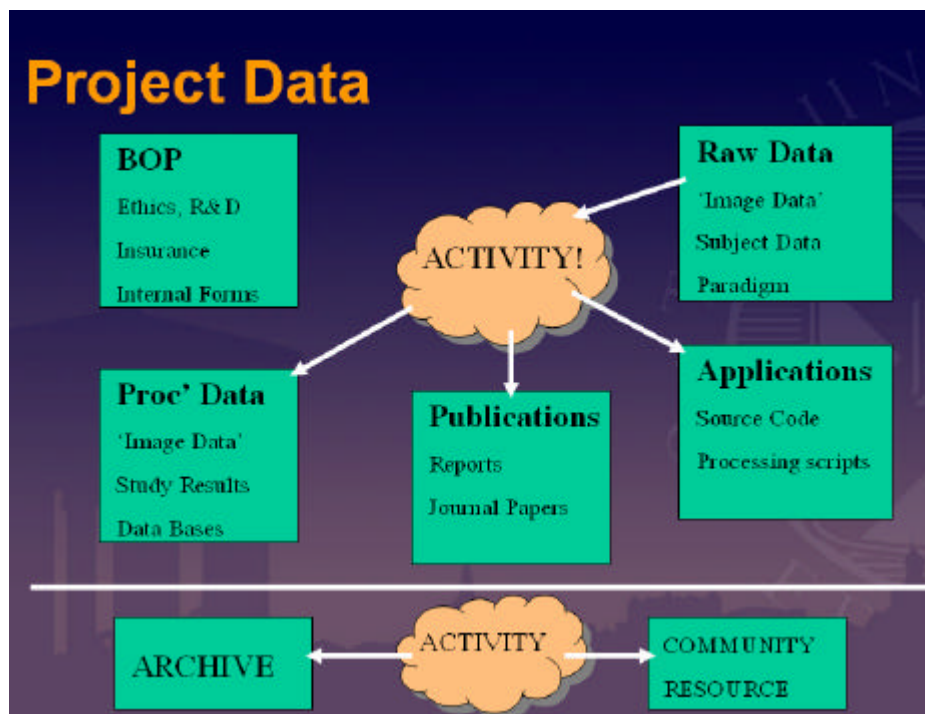 Project Data
BOP
Ethics, R&D
Insurance
Internal Forms
ACTIVITY!
Raw Data
'Image Data'
Subject Data
Paradigm
Proc' Data
'Image Data'
Study Results
Data Bases
Publications
Reports
Journal Papers
Applications
Source Code
Processing scripts
ARCHIVE
ACTIVITY
COMMUNITY
RESOURCE